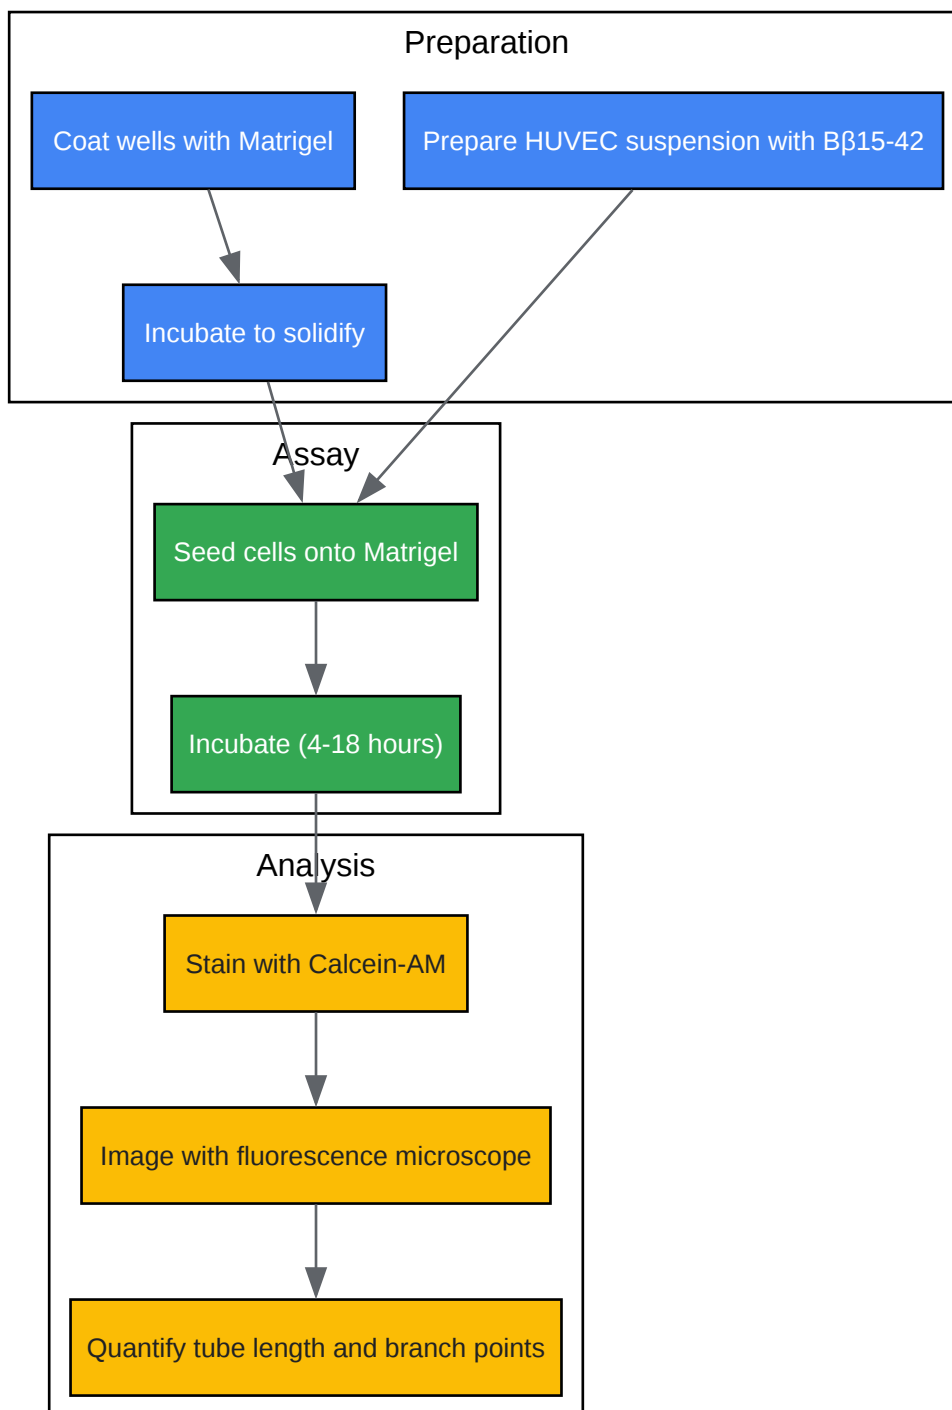 Preparation
Coat wells with Matrigel
Prepare HUVEC suspension with Bβ15-42
Incubate to solidify
Assay
Seed cells onto Matrigel
Incubate (4-18 hours)
Analysis
Stain with Calcein-AM
Image with fluorescence microscope
Quantify tube length and branch points